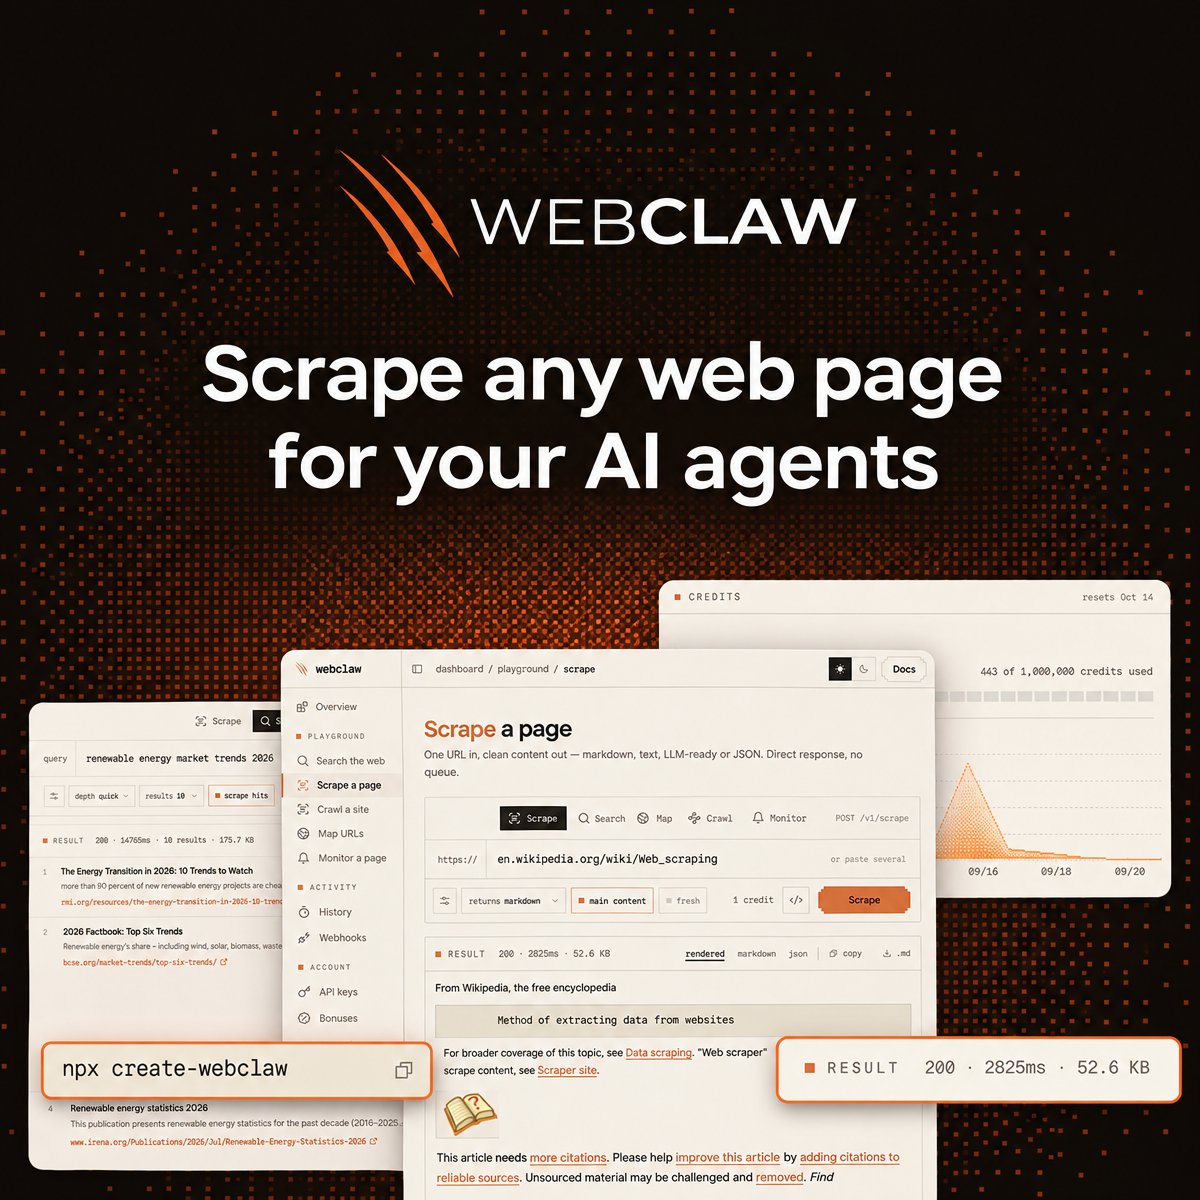 WEBCLAW
Scrape any web page
for your AI agents
CREDITS
resets Oct 14
443 of 1,000,000 credits used
09/16
09/18
09/20
Scrape
query
renewable energy market trends 2026
depth quick
results 10
scrape hits
RESULT 200 · 14765ms · 10 results · 175.7 KB
1 The Energy Transition in 2026: 10 Trends to Watch
more than 90 percent of new renewable energy projects are
rmi.org/resources/the-energy-transition-in-2026-10
2 2026 Factbook: Top Six Trends
Renewable energy's share - including wind, solar, biomass,
bcse.org/market-trends/top-six-trends/
npx create-webclaw
4 Renewable energy statistics 2026
This publication presents renewable energy statistics for the past decade (2016-2025
www.irena.org/Publications/2026/Jul/Renewable-Energy-Statistics-2026
webclaw
Overview
PLAYGROUND
Search the web
Scrape a page
Crawl a site
Map URLs
Monitor a page
ACTIVITY
History
Webhooks
ACCOUNT
API keys
Bonuses
dashboard / playground / scrape
Docs
Scrape a page
One URL in, clean content out — markdown, text, LLM-ready or JSON. Direct response, no
queue.
Scrape Search Map Crawl Monitor POST /v1/scrape
https:// en.wikipedia.org/wiki/Web_scraping or paste several
returns markdown main content fresh 1 credit </> Scrape
RESULT 200 · 2825ms · 52.6 KB rendered markdown json copy .md
From Wikipedia, the free encyclopedia
Method of extracting data from websites
For broader coverage of this topic, see Data scraping. "Web scraper"
scrape content, see Scraper site.
This article needs more citations. Please help improve this article by adding citations to
reliable sources. Unsourced material may be challenged and removed. Find
RESULT 200 · 2825ms · 52.6 KB